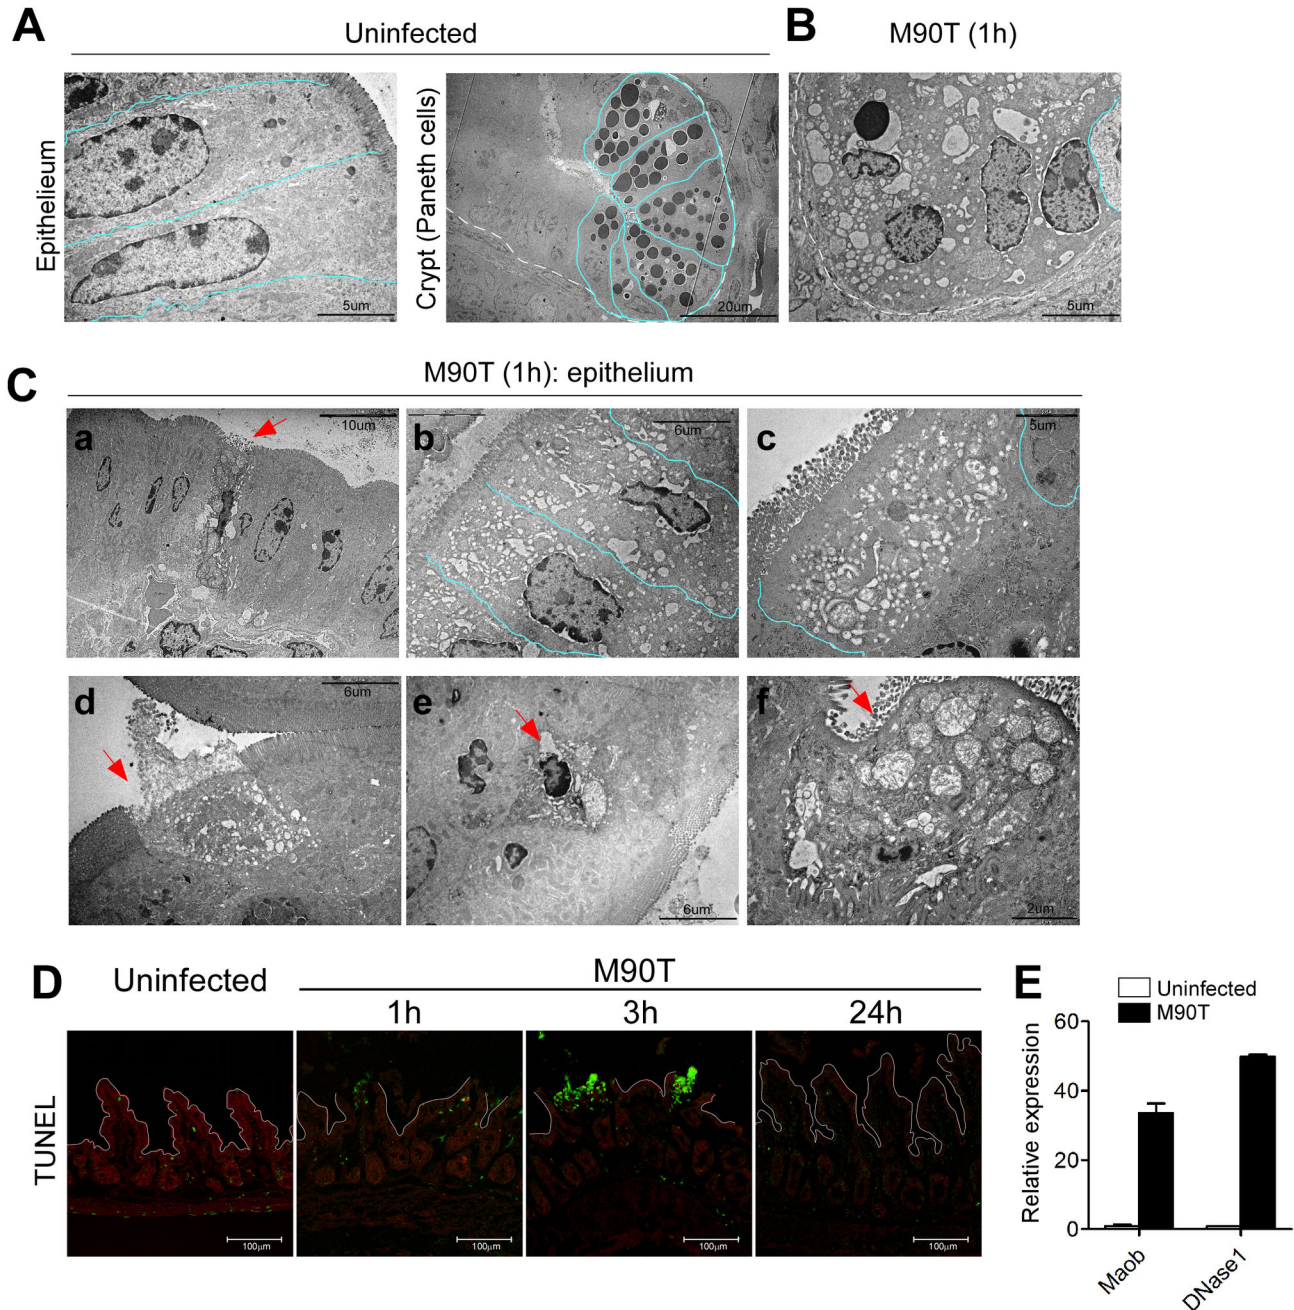 A
Uninfected
B
M90T (1h)
Epithelieum
5um
Crypt (Paneth cells)
20um
5um
C
M90T (1h): epithelium
a
10um
b
6um
c
5um
d
6um
e
6um
f
2um
D
Uninfected
M90T
1h
3h
24h
TUNEL
100μm
100μm
100μm
100μm
E
Uninfected
M90T
Relative expression
60
40
20
0
Maob
DNase1